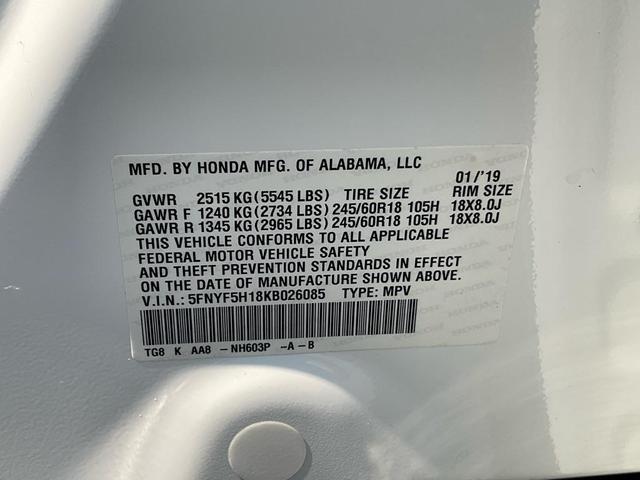 MFD. BY HONDA MFG. OF ALABAMA, LLC 01/'19
GVWR 2515 KG (5545 LBS) TIRE SIZE RIM SIZE
GAWR F 1240 KG (2734 LBS) 245/60R18 105H 18X8.0J
GAWR R 1345 KG (2965 LBS) 245/60R18 105H 18X8.0J
THIS VEHICLE CONFORMS TO ALL APPLICABLE
FEDERAL MOTOR VEHICLE SAFETY
AND THEFT PREVENTION STANDARDS IN EFFECT
ON THE DATE OF MANUFACTURE SHOWN ABOVE.
V.I.N.: 5FNYF5H18KB026085 TYPE: MPV
TG8 K AA8 -NH603P -A-B